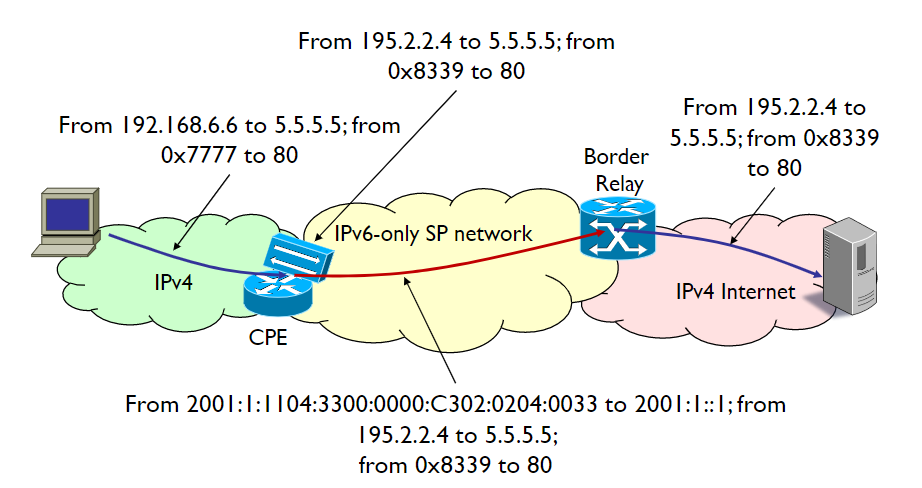 From 195.2.2.4 to 5.5.5.5; from
0x8339 to 80
From 192.168.6.6 to 5.5.5.5; from
0x7777 to 80
From 195.2.2.4 to
5.5.5.5; from 0x8339
to 80
Border
Relay
IPv6-only SP network
IPv4
IPv4 Internet
CPE
From 2001:1:1104:3300:0000:C302:0204:0033 to 2001:1::1; from
195.2.2.4 to 5.5.5.5;
from 0x8339 to 80